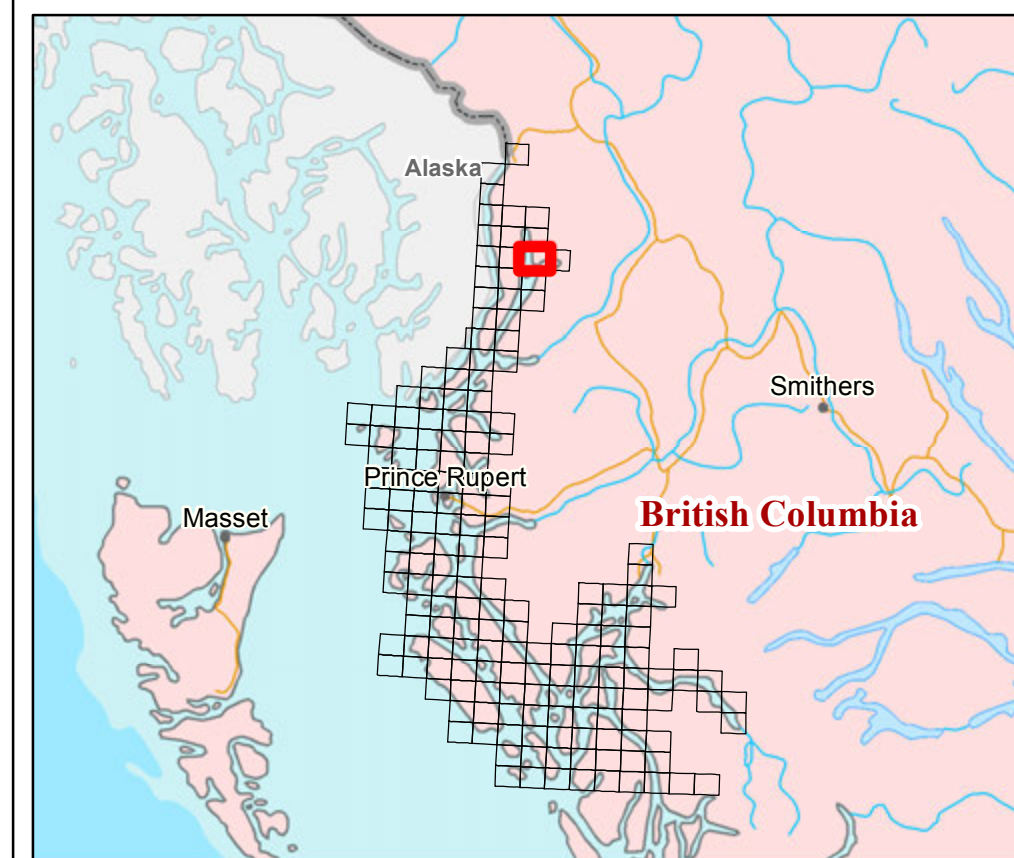 Alaska
Smithers
Prince Rupert
British Columbia
Masset